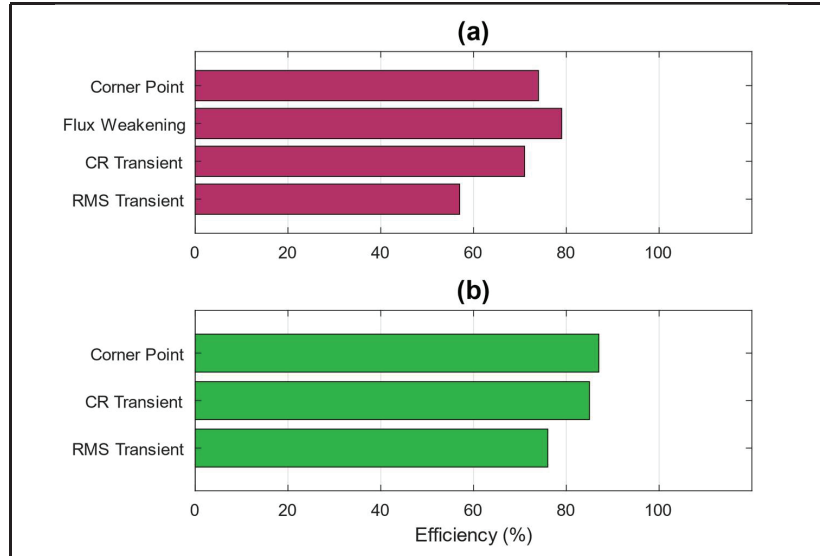 (a)
Corner Point
Flux Weakening
CR Transient
RMS Transient
0 20 40 60 80 100
(b)
Corner Point
CR Transient
RMS Transient
0 20 40 60 80 100
Efficiency (%)